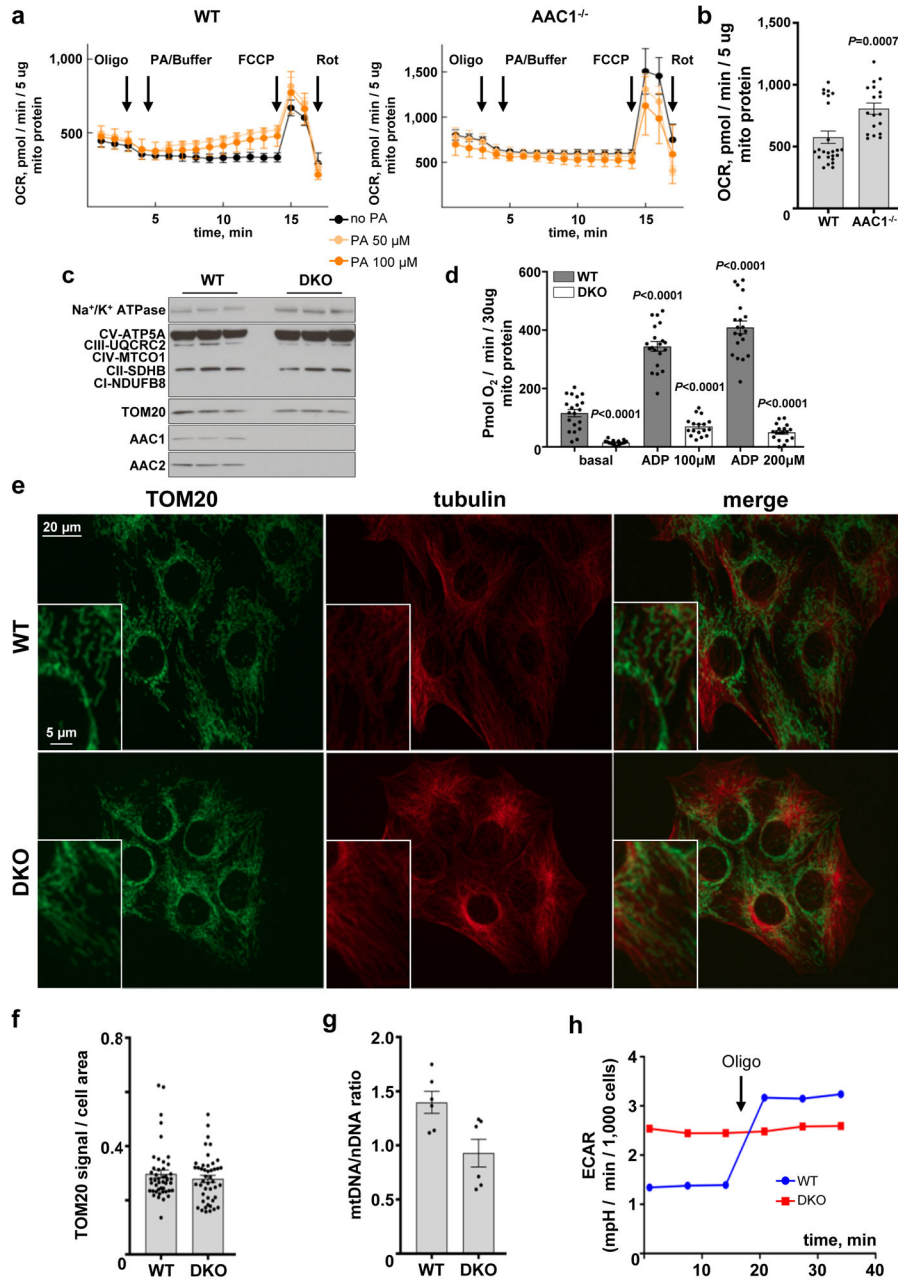 a
WT
AAC1-/-
b
OCR, pmol / min / 5 ug
mito protein
1,000
500
Oligo
PA/Buffer
FCCP
Rot
5
10
15
time, min
OCR, pmol / min / 5 ug
mito protein
1,500
1,000
500
0
Oligo
PA/Buffer
FCCP
Rot
5
10
15
time, min
no PA
PA 50 µM
PA 100 µM
OCR, pmol / min / 5 ug
mito protein
1,500
1,000
500
0
P=0.0007
WT
AAC1-/-
c
WT
DKO
Na+/K+ ATPase
CV-ATP5A
CIII-UQCRC2
CIV-MTCO1
CII-SDHB
CI-NDUFB8
TOM20
AAC1
AAC2
d
Pmol O2 / min / 30ug
mito protein
600
400
200
0
WT
DKO
P<0.0001
P<0.0001
P<0.0001
P<0.0001
P<0.0001
basal
ADP 100µM
ADP 200µM
e
TOM20
tubulin
merge
20 µm
WT
5 µm
DKO
f
TOM20 signal / cell area
0.8
0.4
0
WT
DKO
g
mtDNA/nDNA ratio
2.0
1.5
1.0
0.5
0.0
WT
DKO
h
ECAR
(mpH / min / 1,000 cells)
4
3
2
1
0
Oligo
WT
DKO
time, min
10
20
30
40